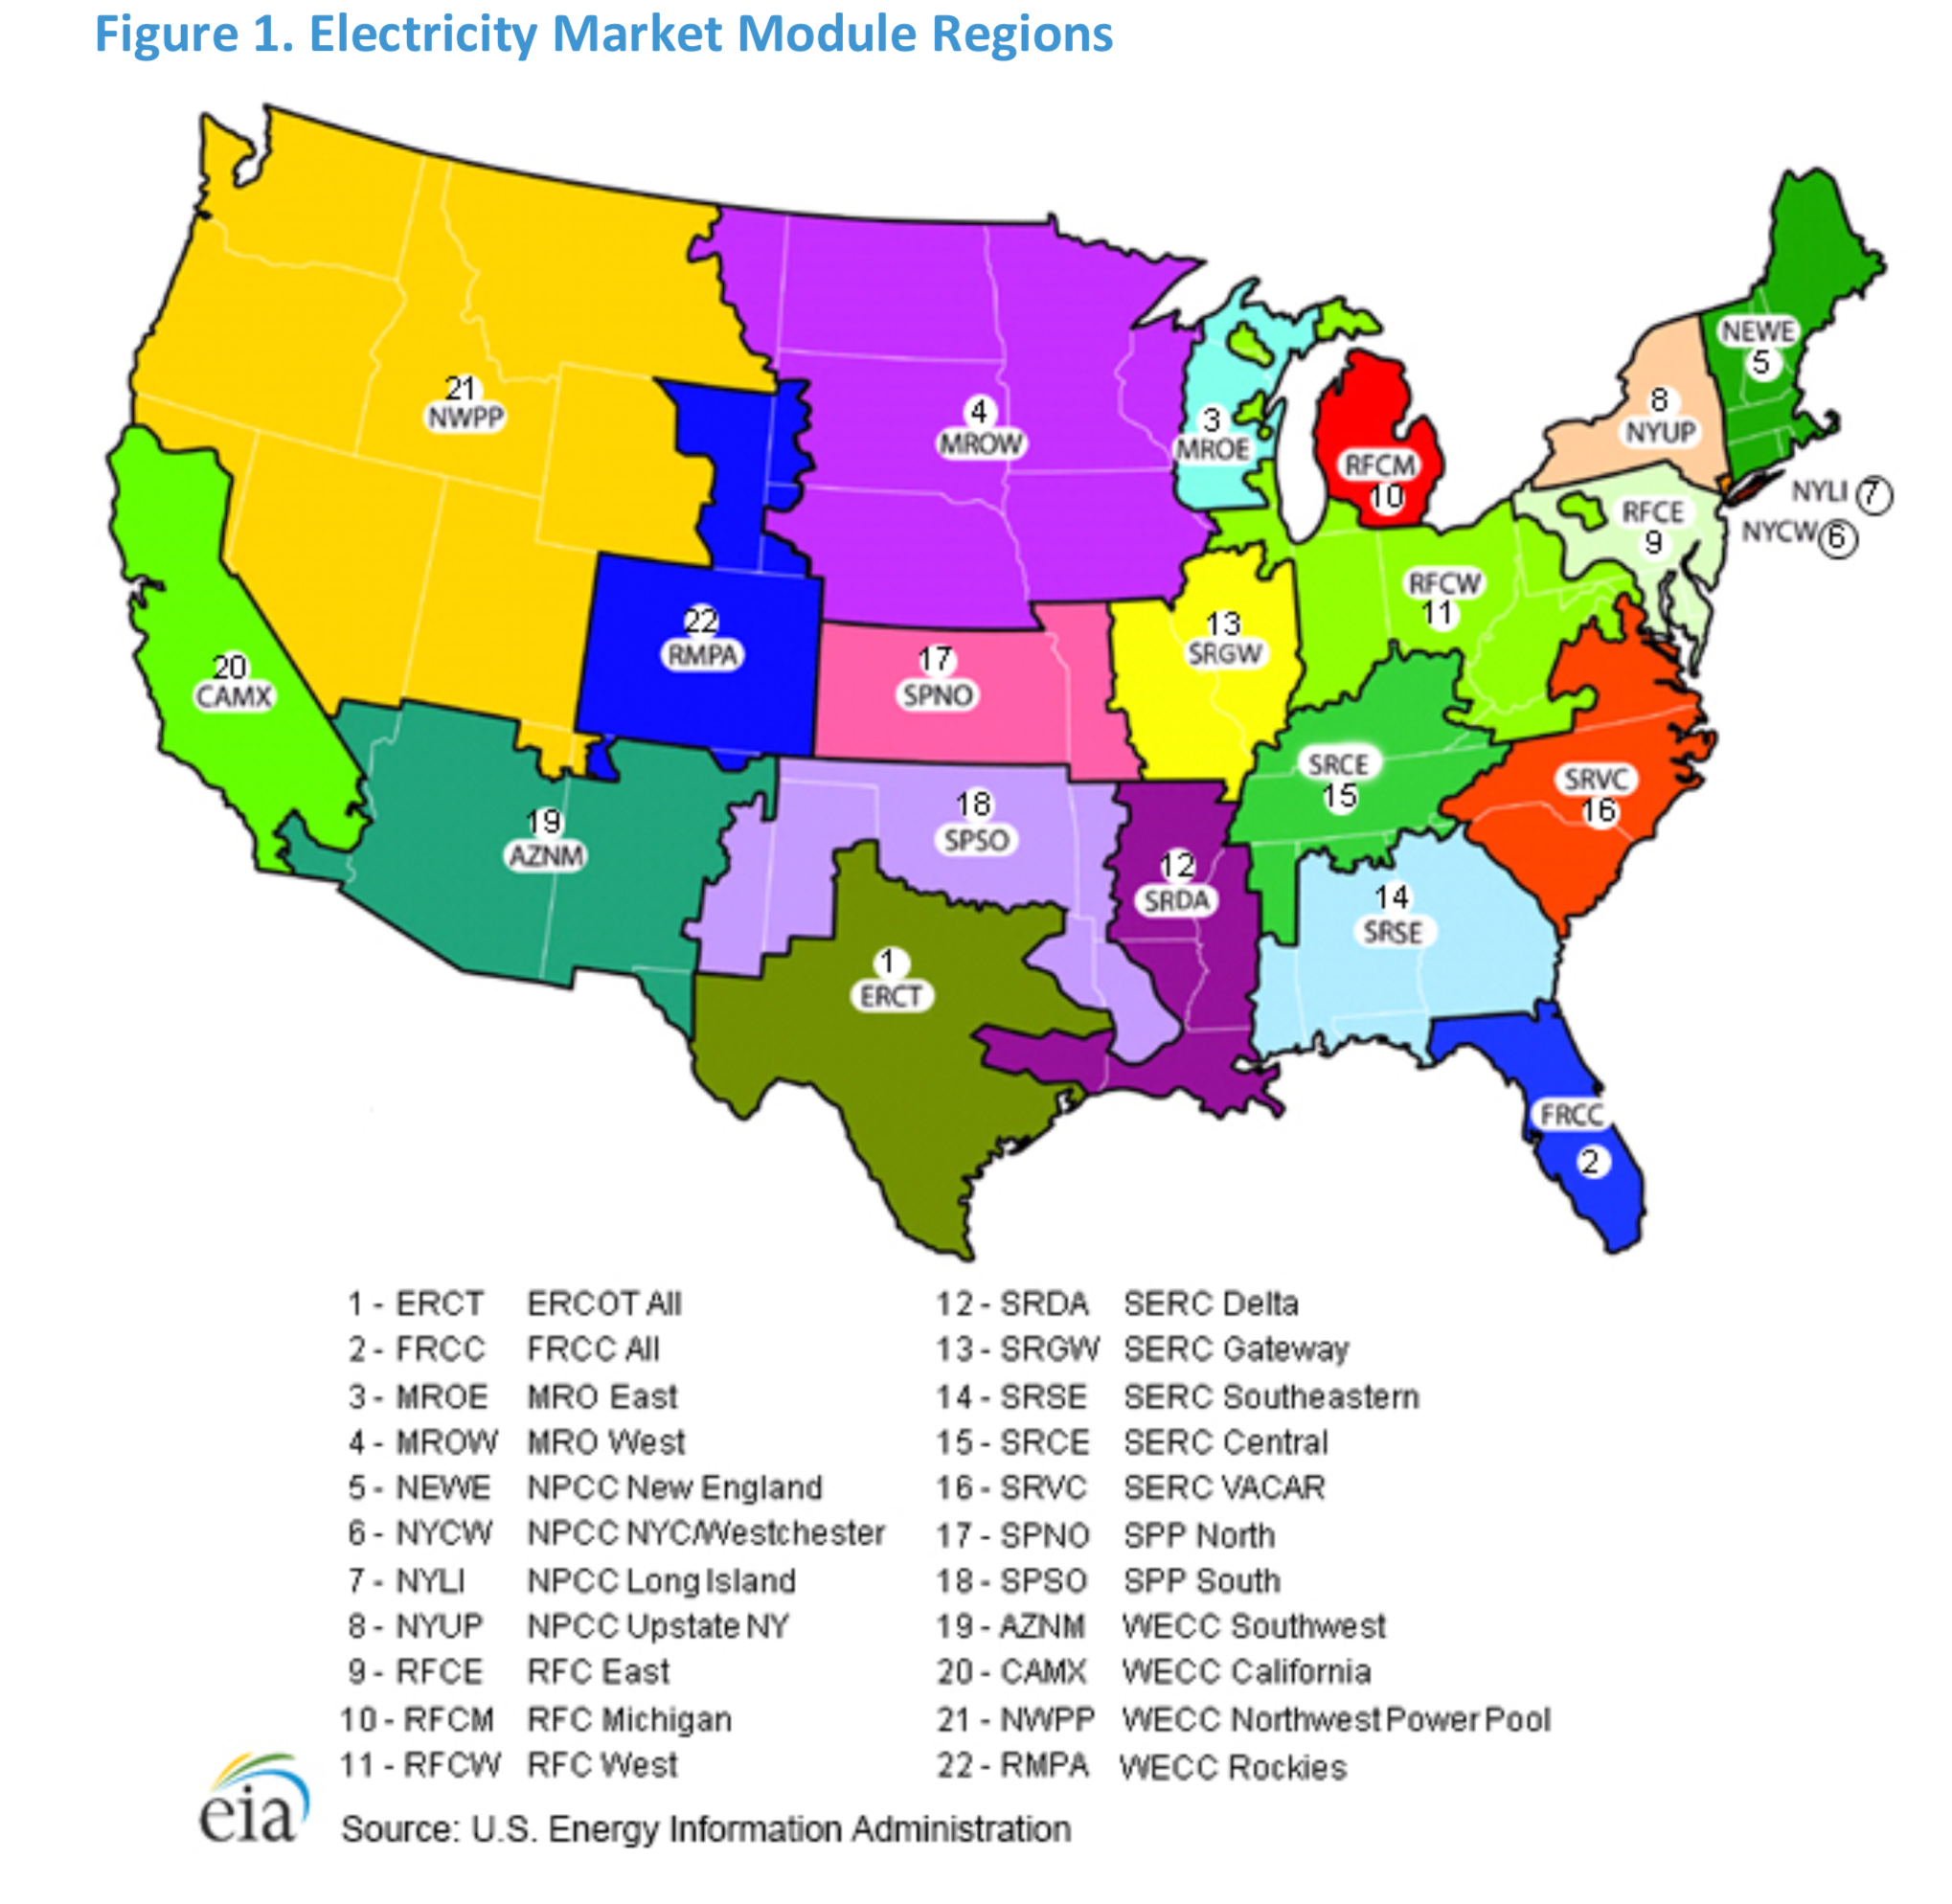 Figure 1. Electricity Market Module Regions
21
NWPP
4
MROW
3
MROE
NEWE
5
8
NYUP
RFCM
10
NYLI 7
NYCW 6
RFCE
9
RFCW
11
22
RMPA
13
SRGW
17
SPNO
20
CAMX
SRCE
15
SRVC
16
18
SPSO
19
AZNM
12
SRDA
14
SRSE
1
ERCT
FRCC
2
1 - ERCT ERCOT All
2 - FRCC FRCC All
3 - MROE MRO East
4 - MROW MRO West
5 - NEWE NPCC New England
6 - NYCW NPCC NYC/Westchester
7 - NYLI NPCC Long Island
8 - NYUP NPCC Upstate NY
9 - RFCE RFC East
10 - RFCM RFC Michigan
11 - RFCW RFC West
12 - SRDA SERC Delta
13 - SRGW SERC Gateway
14 - SRSE SERC Southeastern
15 - SRCE SERC Central
16 - SRVC SERC VACAR
17 - SPNO SPP North
18 - SPSO SPP South
19 - AZNM WECC Southwest
20 - CAMX WECC California
21 - NWPP WECC Northwest Power Pool
22 - RMPA WECC Rockies
eia
Source: U.S. Energy Information Administration